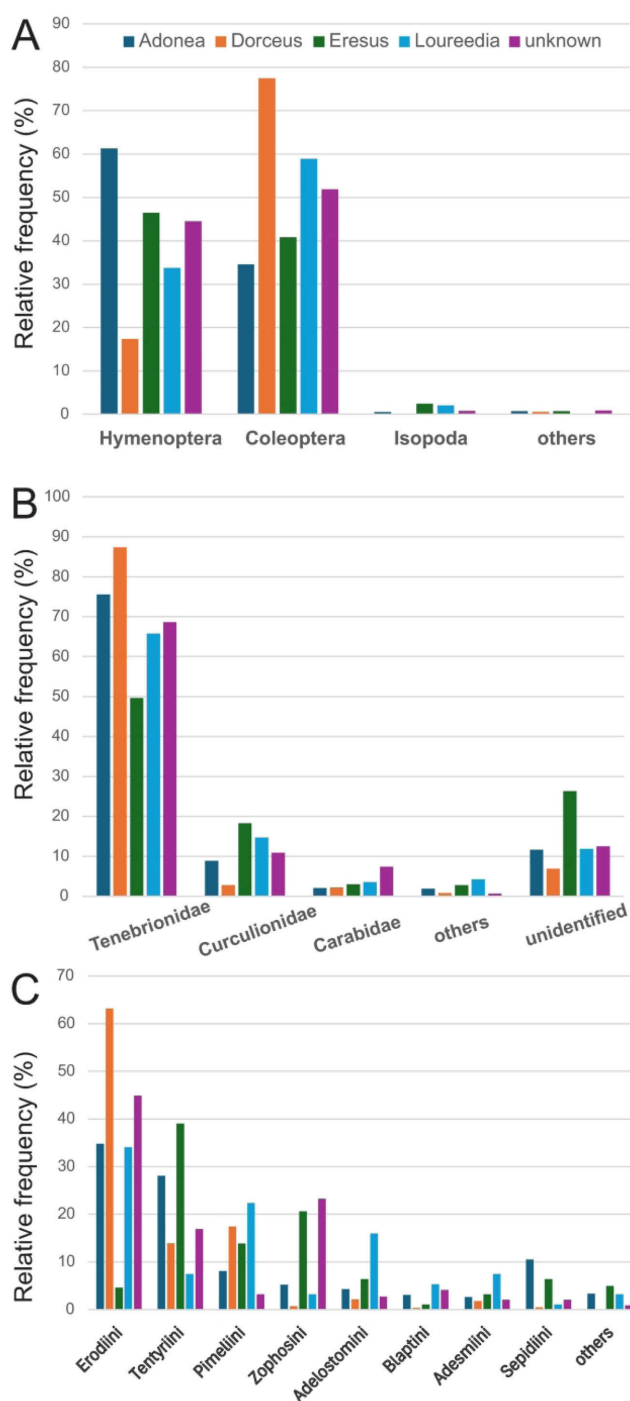 A
Adonea Dorceus Eresus Loureedia unknown
Relative frequency (%)
90
80
70
60
50
40
30
20
10
0
Hymenoptera Coleoptera Isopoda others
B
Relative frequency (%)
100
90
80
70
60
50
40
30
20
10
0
Tenebrionidae Curculionidae Carabidae others unidentified
C
Relative frequency (%)
70
60
50
40
30
20
10
0
Erodiini Tentyriini Pimeliini Zophosini Adelostomini Blaptini Adesmiini Sepidiini others